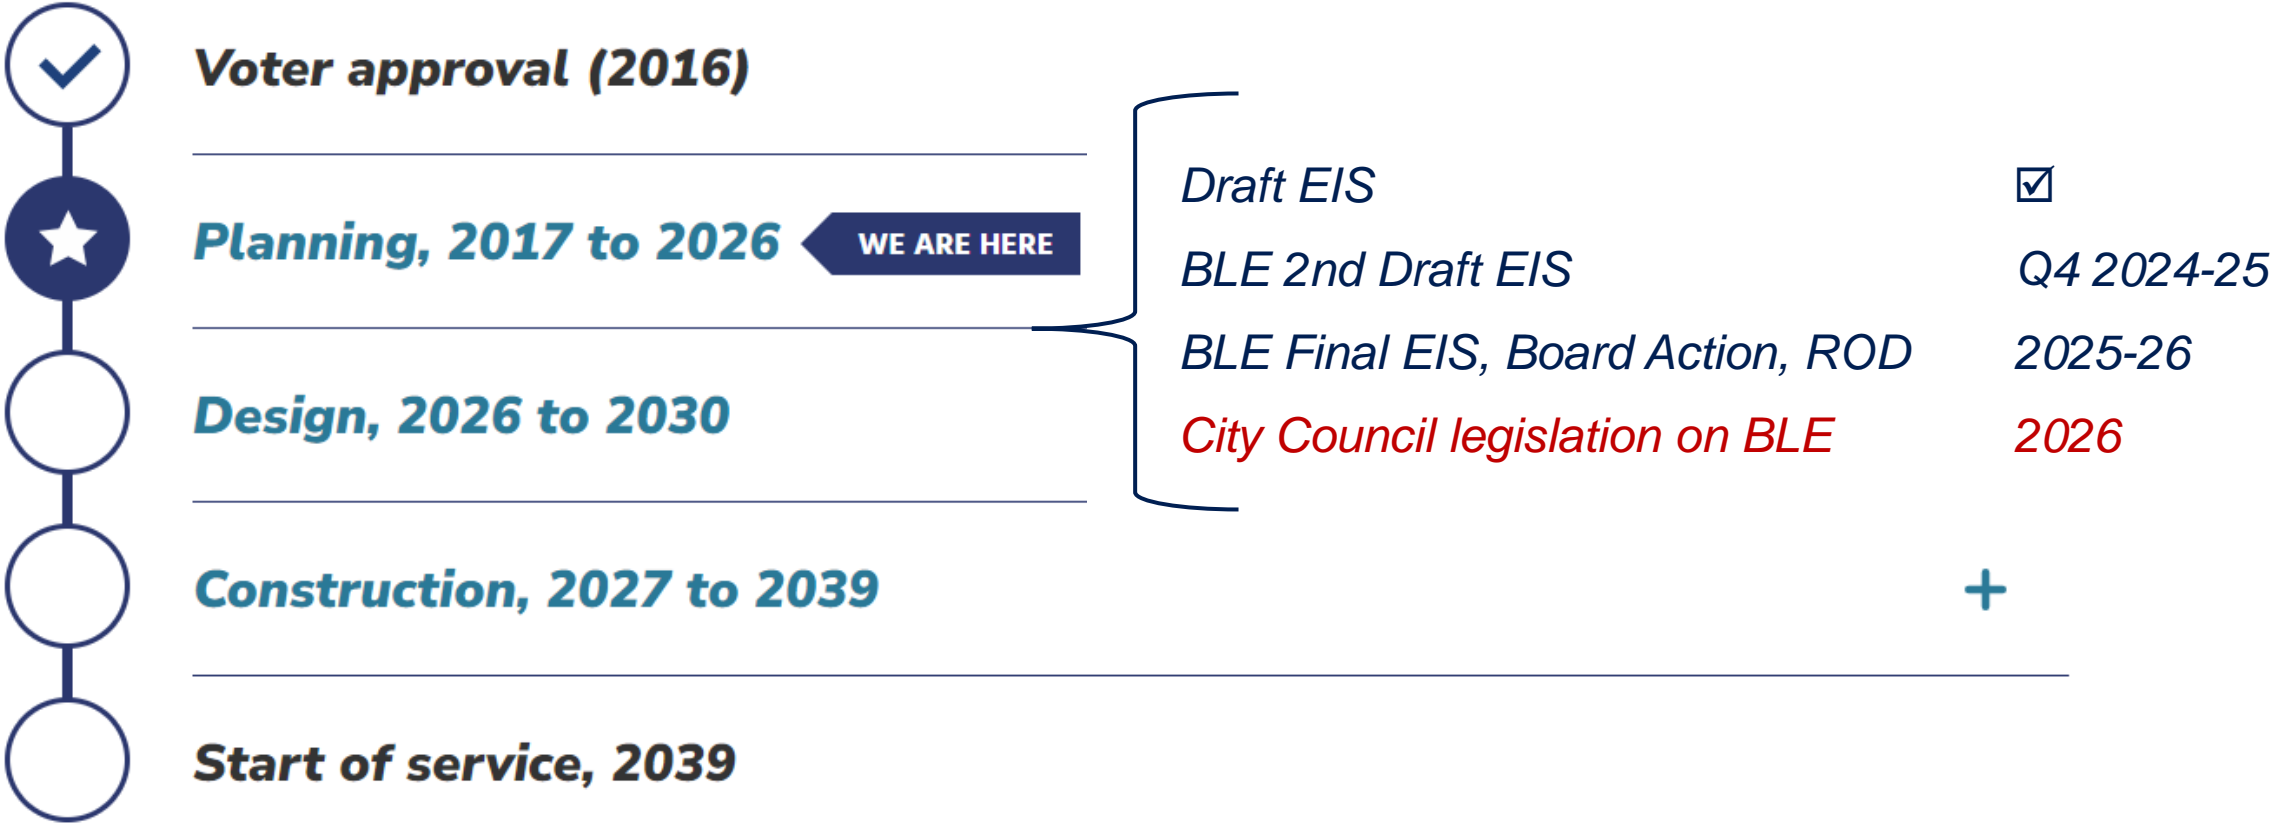 Voter approval (2016)
Planning, 2017 to 2026
WE ARE HERE
Draft EIS ☑
BLE 2nd Draft EIS Q4 2024-25
BLE Final EIS, Board Action, ROD 2025-26
City Council legislation on BLE 2026
Design, 2026 to 2030
Construction, 2027 to 2039 +
Start of service, 2039